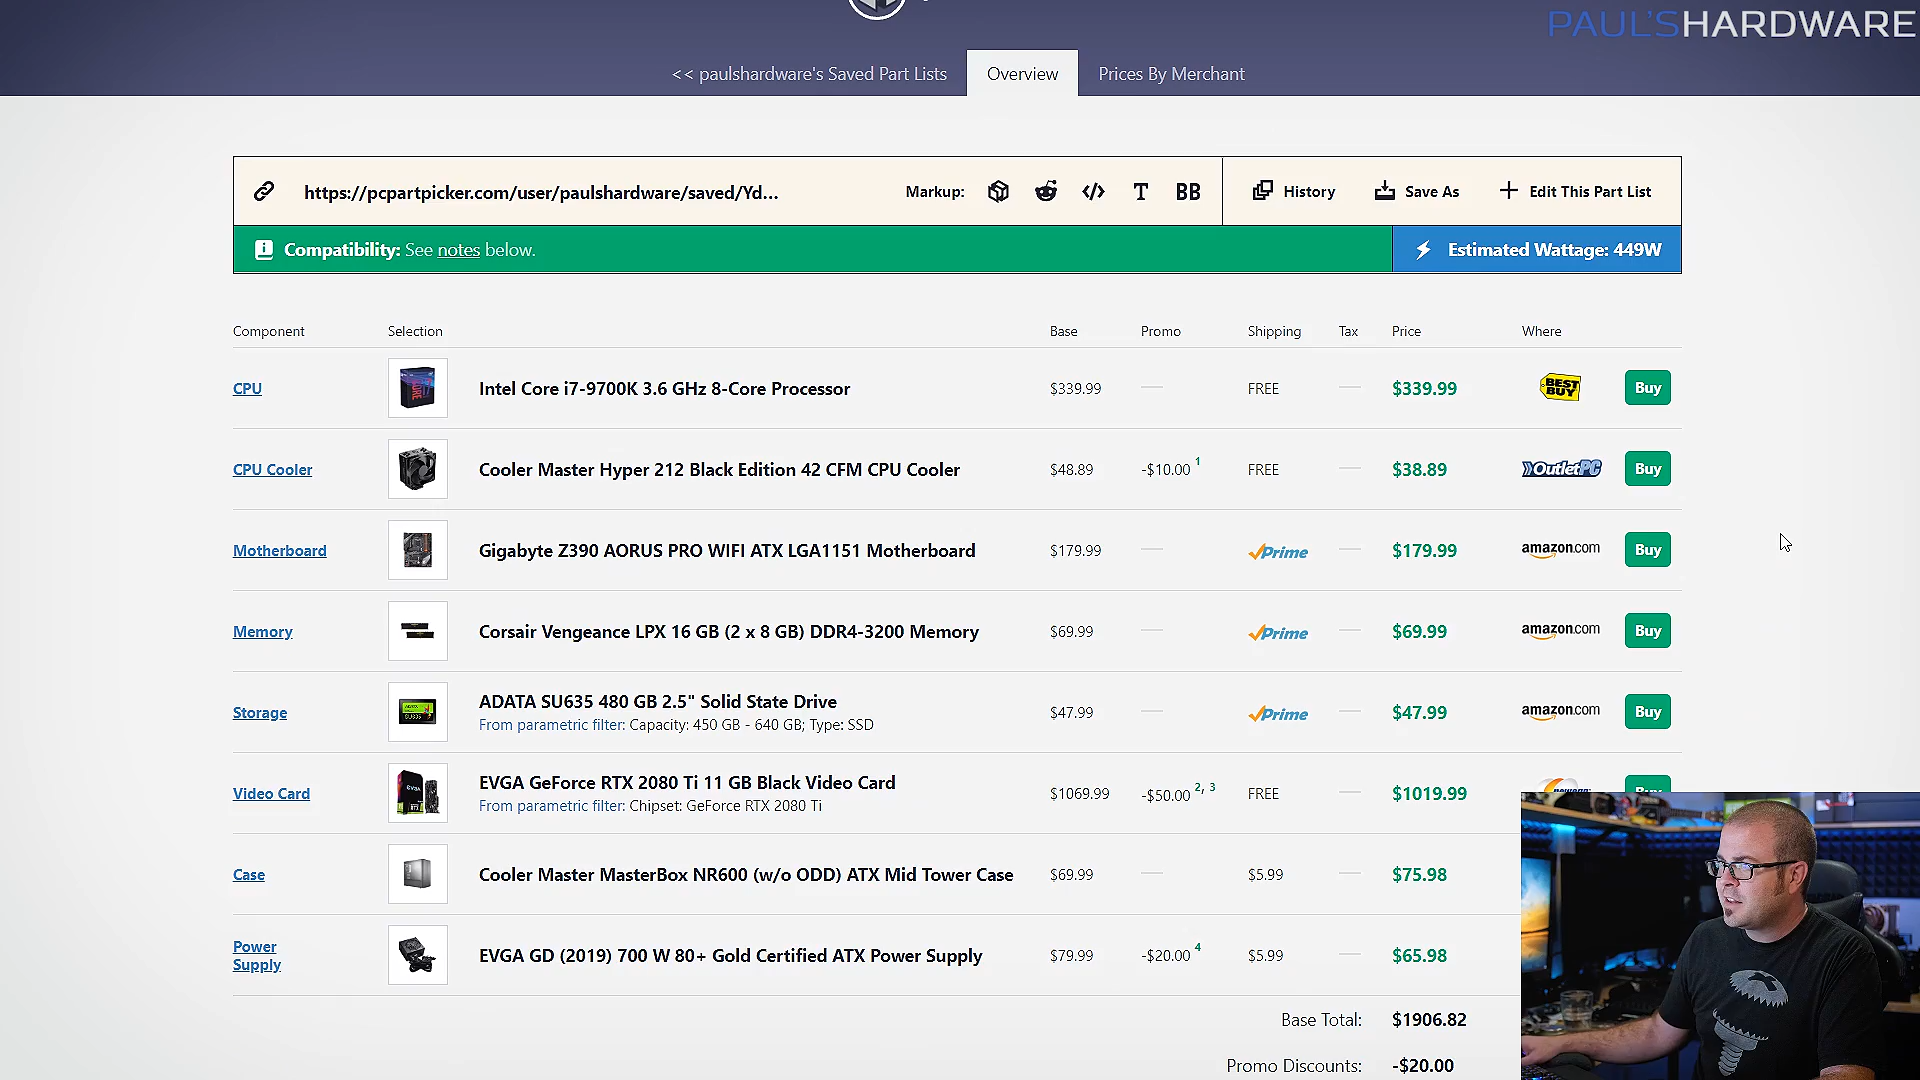 PAUL'SHARDWARE
<< paulshardware's Saved Part Lists Overview Prices By Merchant
https://pcpartpicker.com/user/paulshardware/saved/Yd... Markup: T BB History Save As + Edit This Part List
Compatibility: See notes below. Estimated Wattage: 449W
Component Selection Base Promo Shipping Tax Price Where
CPU Intel Core i7-9700K 3.6 GHz 8-Core Processor $339.99 — FREE — $339.99 BEST BUY Buy
CPU Cooler Cooler Master Hyper 212 Black Edition 42 CFM CPU Cooler $48.89 -$10.00 1 FREE — $38.89 OutletPC Buy
Motherboard Gigabyte Z390 AORUS PRO WIFI ATX LGA1151 Motherboard $179.99 — Prime — $179.99 amazon.com Buy
Memory Corsair Vengeance LPX 16 GB (2 x 8 GB) DDR4-3200 Memory $69.99 — Prime — $69.99 amazon.com Buy
Storage ADATA SU635 480 GB 2.5" Solid State Drive $47.99 — Prime — $47.99 amazon.com Buy
From parametric filter: Capacity: 450 GB - 640 GB; Type: SSD
Video Card EVGA GeForce RTX 2080 Ti 11 GB Black Video Card $1069.99 -$50.00 2, 3 FREE — $1019.99
From parametric filter: Chipset: GeForce RTX 2080 Ti
Case Cooler Master MasterBox NR600 (w/o ODD) ATX Mid Tower Case $69.99 — $5.99 — $75.98
Power
Supply EVGA GD (2019) 700 W 80+ Gold Certified ATX Power Supply $79.99 -$20.00 4 $5.99 — $65.98
Base Total: $1906.82
Promo Discounts: -$20.00